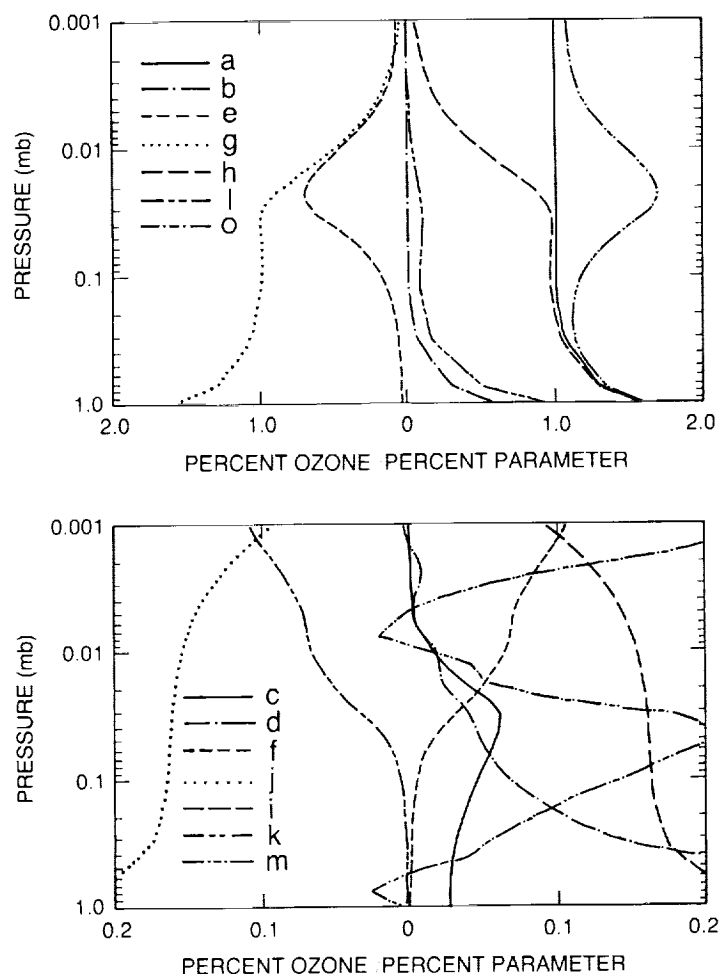 0.001
0.01
0.1
1.0
PRESSURE (mb)
a
b
e
g
h
l
o
2.0 1.0 0 1.0 2.0
PERCENT OZONE PERCENT PARAMETER
0.001
0.01
0.1
1.0
PRESSURE (mb)
c
d
f
j
i
k
m
0.2 0.1 0 0.1 0.2
PERCENT OZONE PERCENT PARAMETER